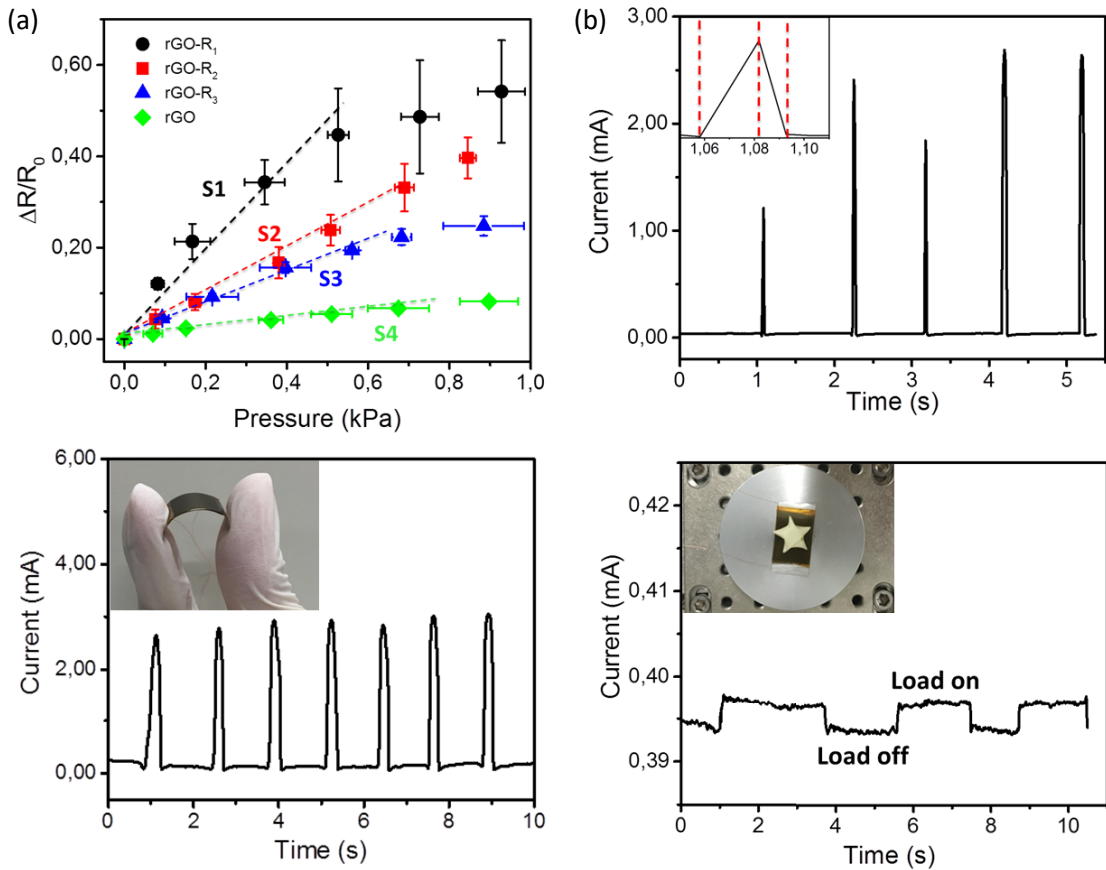 (a)
rGO-R₁
rGO-R₂
rGO-R₃
rGO
0,60
0,40
0,20
0,00
ΔR/R₀
S1
S2
S3
S4
0,0 0,2 0,4 0,6 0,8 1,0
Pressure (kPa)
(b)
3,00
2,00
1,00
0,00
Current (mA)
1,06 1,08 1,10
0 1 2 3 4 5
Time (s)
6,00
4,00
2,00
0,00
Current (mA)
0 2 4 6 8 10
Time (s)
0,42
0,41
0,40
0,39
Current (mA)
Load on
Load off
0 2 4 6 8 10
Time (s)